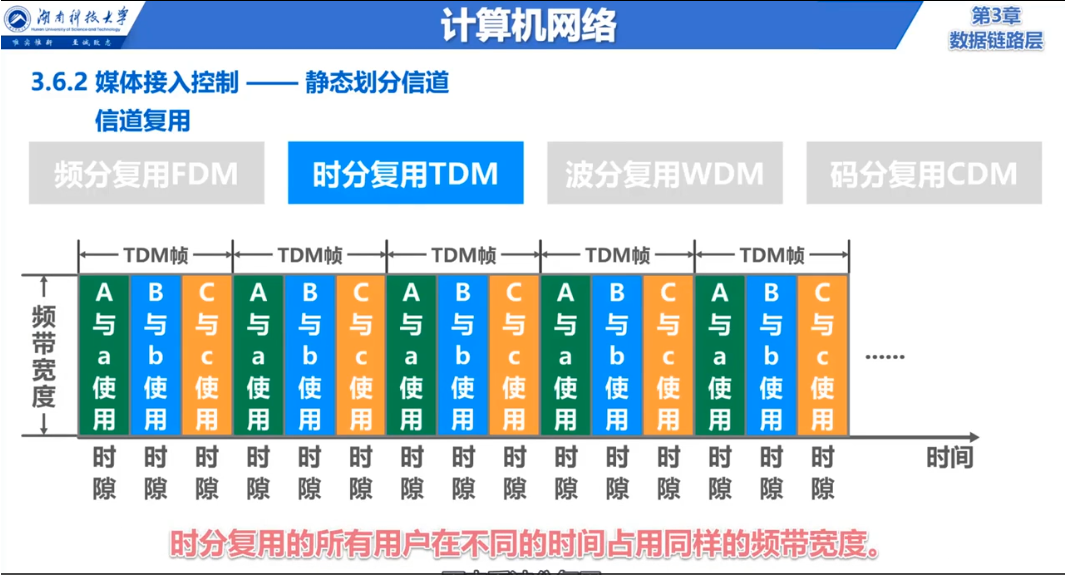 湖南科技大学
Hunan University of Science and Technology
唯实惟新 至诚致志
计算机网络
第3章
数据链路层
3.6.2 媒体接入控制 —— 静态划分信道
信道复用
频分复用FDM 时分复用TDM 波分复用WDM 码分复用CDM
TDM帧 TDM帧 TDM帧 TDM帧 TDM帧
频带宽度
A与a使用 B与b使用 C与c使用 A与a使用 B与b使用 C与c使用 A与a使用 B与b使用 C与c使用 A与a使用 B与b使用 C与c使用 A与a使用 B与b使用 C与c使用 ……
时隙 时隙 时隙 时隙 时隙 时隙 时隙 时隙 时隙 时隙 时隙 时隙 时隙 时隙 时隙 时间
时分复用的所有用户在不同的时间占用同样的频带宽度。